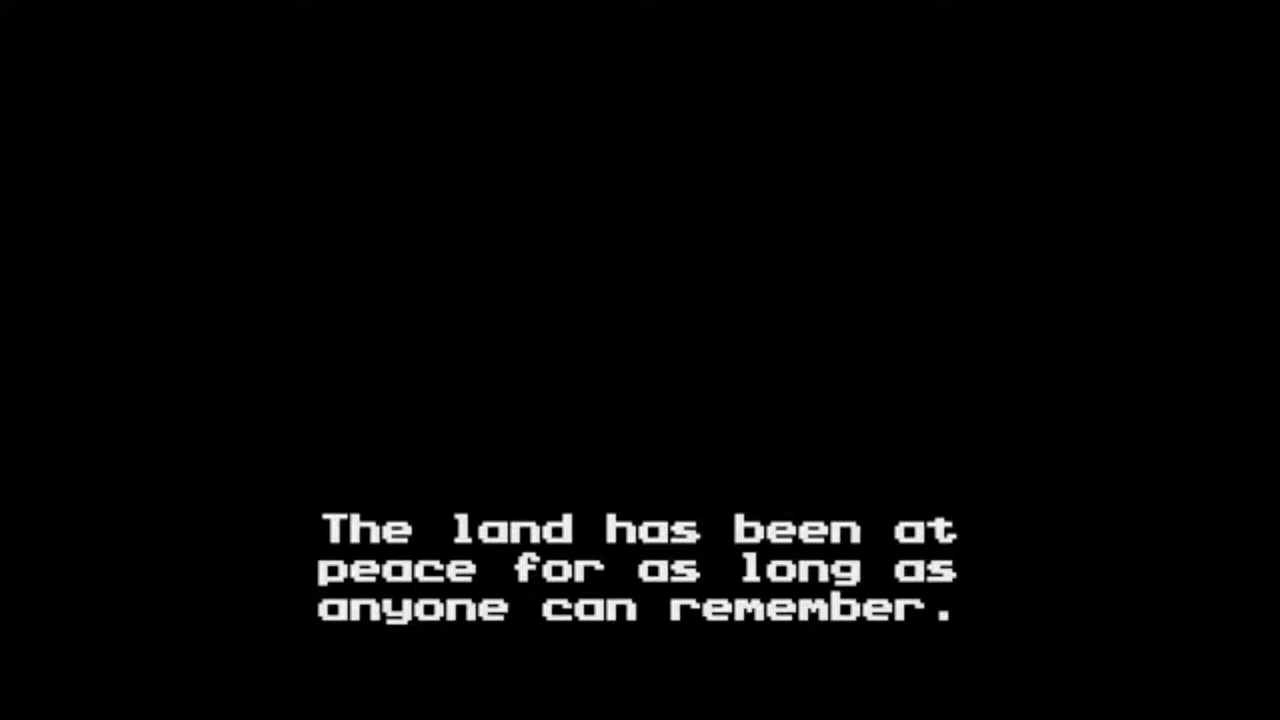 The land has been at
peace for as long as
anyone can remember.